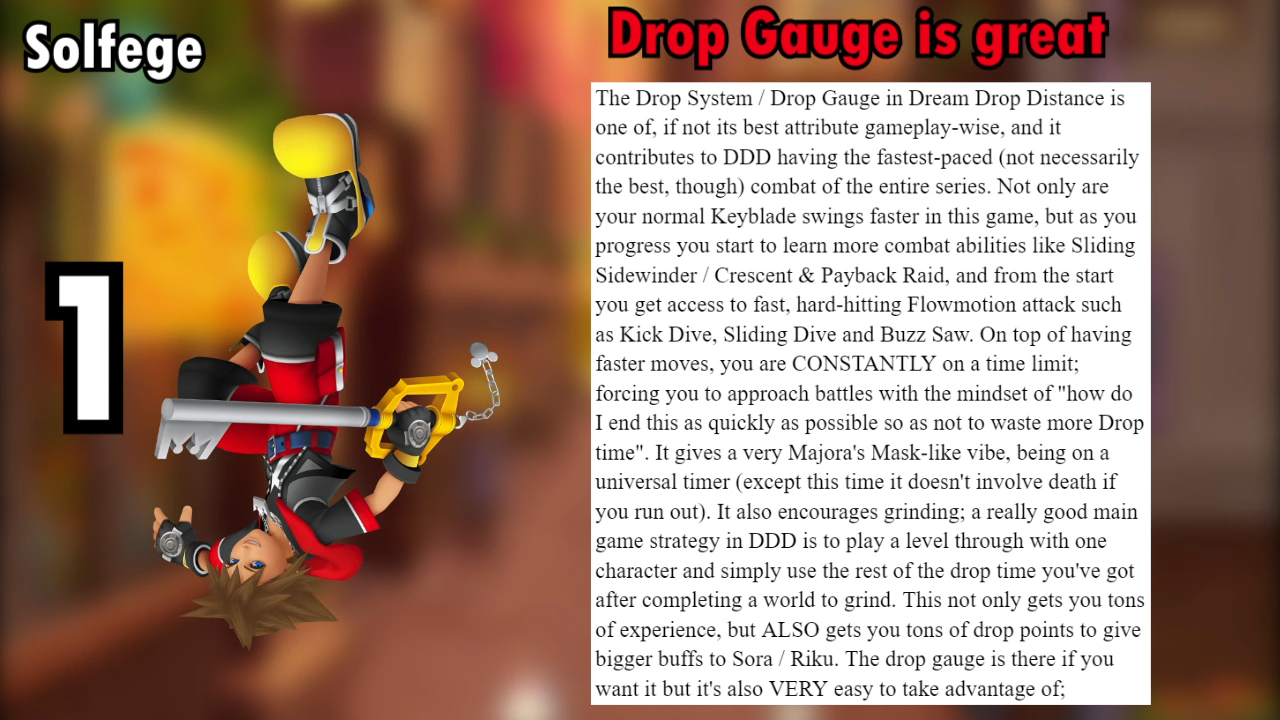 Solfege
Drop Gauge is great
1
The Drop System / Drop Gauge in Dream Drop Distance is
one of, if not its best attribute gameplay-wise, and it
contributes to DDD having the fastest-paced (not necessarily
the best, though) combat of the entire series. Not only are
your normal Keyblade swings faster in this game, but as you
progress you start to learn more combat abilities like Sliding
Sidewinder / Crescent & Payback Raid, and from the start
you get access to fast, hard-hitting Flowmotion attack such
as Kick Dive, Sliding Dive and Buzz Saw. On top of having
faster moves, you are CONSTANTLY on a time limit;
forcing you to approach battles with the mindset of "how do
I end this as quickly as possible so as not to waste more Drop
time". It gives a very Majora's Mask-like vibe, being on a
universal timer (except this time it doesn't involve death if
you run out). It also encourages grinding; a really good main
game strategy in DDD is to play a level through with one
character and simply use the rest of the drop time you've got
after completing a world to grind. This not only gets you tons
of experience, but ALSO gets you tons of drop points to give
bigger buffs to Sora / Riku. The drop gauge is there if you
want it but it's also VERY easy to take advantage of;